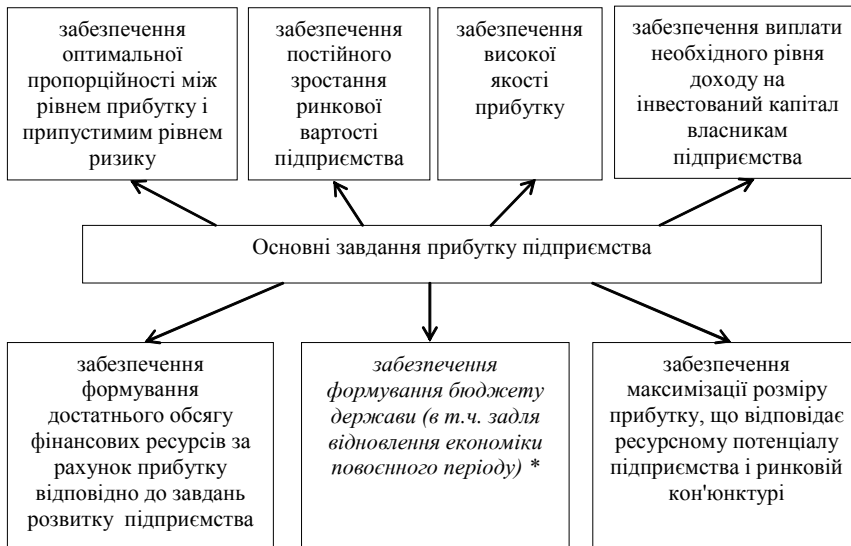 забезпечення
оптимальної
пропорційності між
рівнем прибутку і
припустимим рівнем
ризику
забезпечення
постійного
зростання
ринкової
вартості
підприємства
забезпечення
високої
якості
прибутку
забезпечення виплати
необхідного рівня
доходу на
інвестований капітал
власникам
підприємства
Основні завдання прибутку підприємства
забезпечення
формування
достатнього обсягу
фінансових ресурсів за
рахунок прибутку
відповідно до завдань
розвитку підприємства
забезпечення
формування бюджету
держави (в т.ч. задля
відновлення економіки
повоєнного періоду) *
забезпечення
максимізації розміру
прибутку, що відповідає
ресурсному потенціалу
підприємства і ринковій
кон'юнктурі